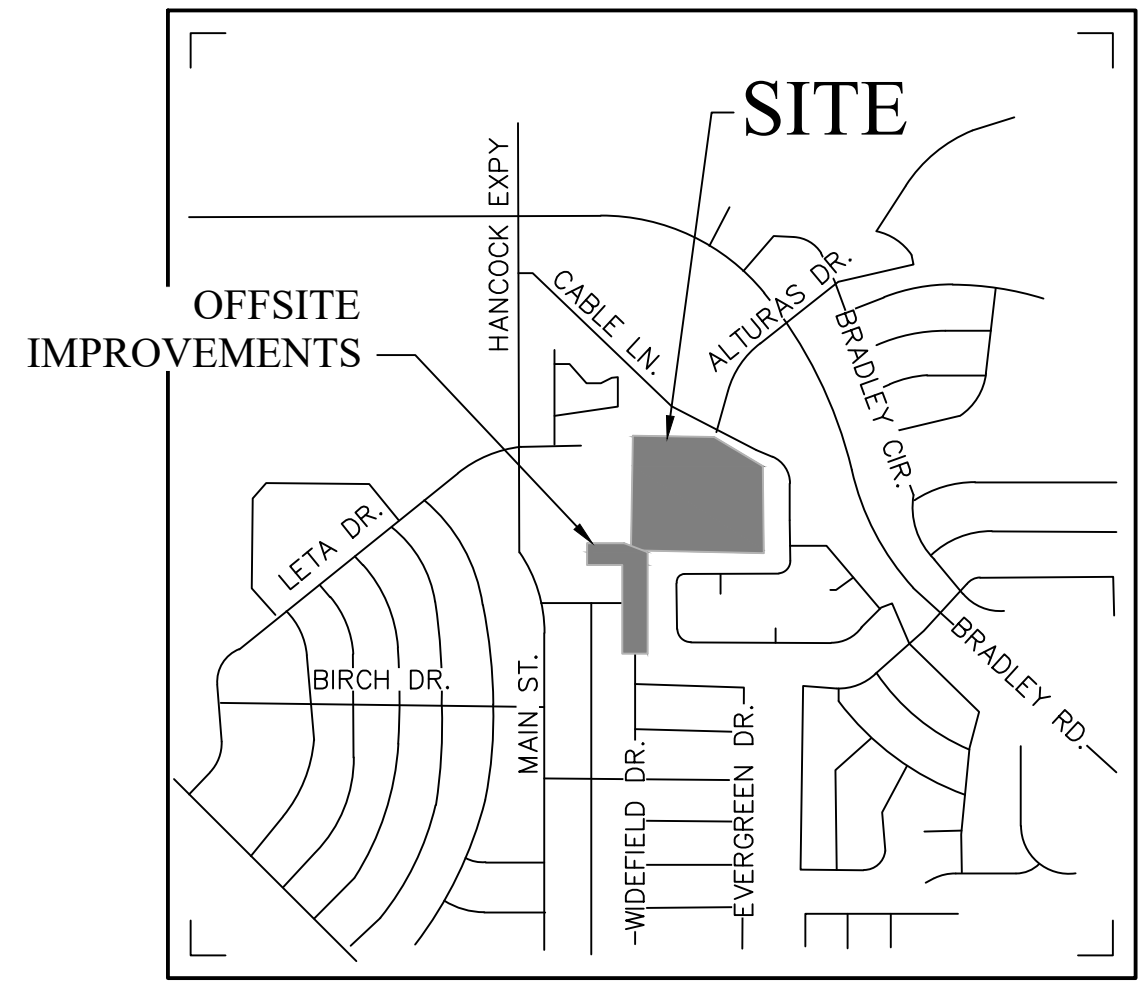 SITE
HANCOCK EXPY
OFFSITE
IMPROVEMENTS
CABLE LN.
ALTURAS DR.
BRADLEY CIR.
LETA DR.
BIRCH DR.
MAIN ST.
WIDEFIELD DR.
EVERGREEN DR.
BRADLEY RD.